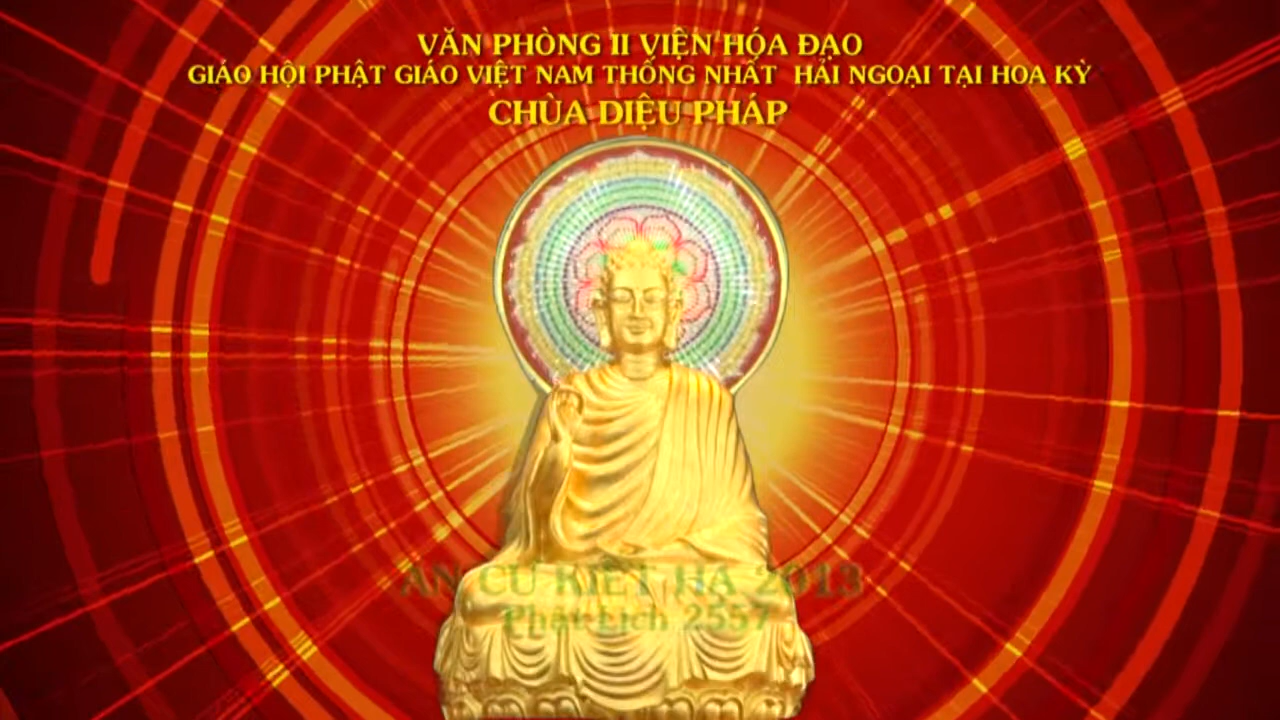 VĂN PHÒNG II VIỆN HÓA ĐẠO
GIÁO HỘI PHẬT GIÁO VIỆT NAM THỐNG NHẤT HẢI NGOẠI TẠI HOA KỲ
CHÙA DIỆU PHÁP
AN CƯ KIẾT HẠ 2013
Phật Lịch 2557